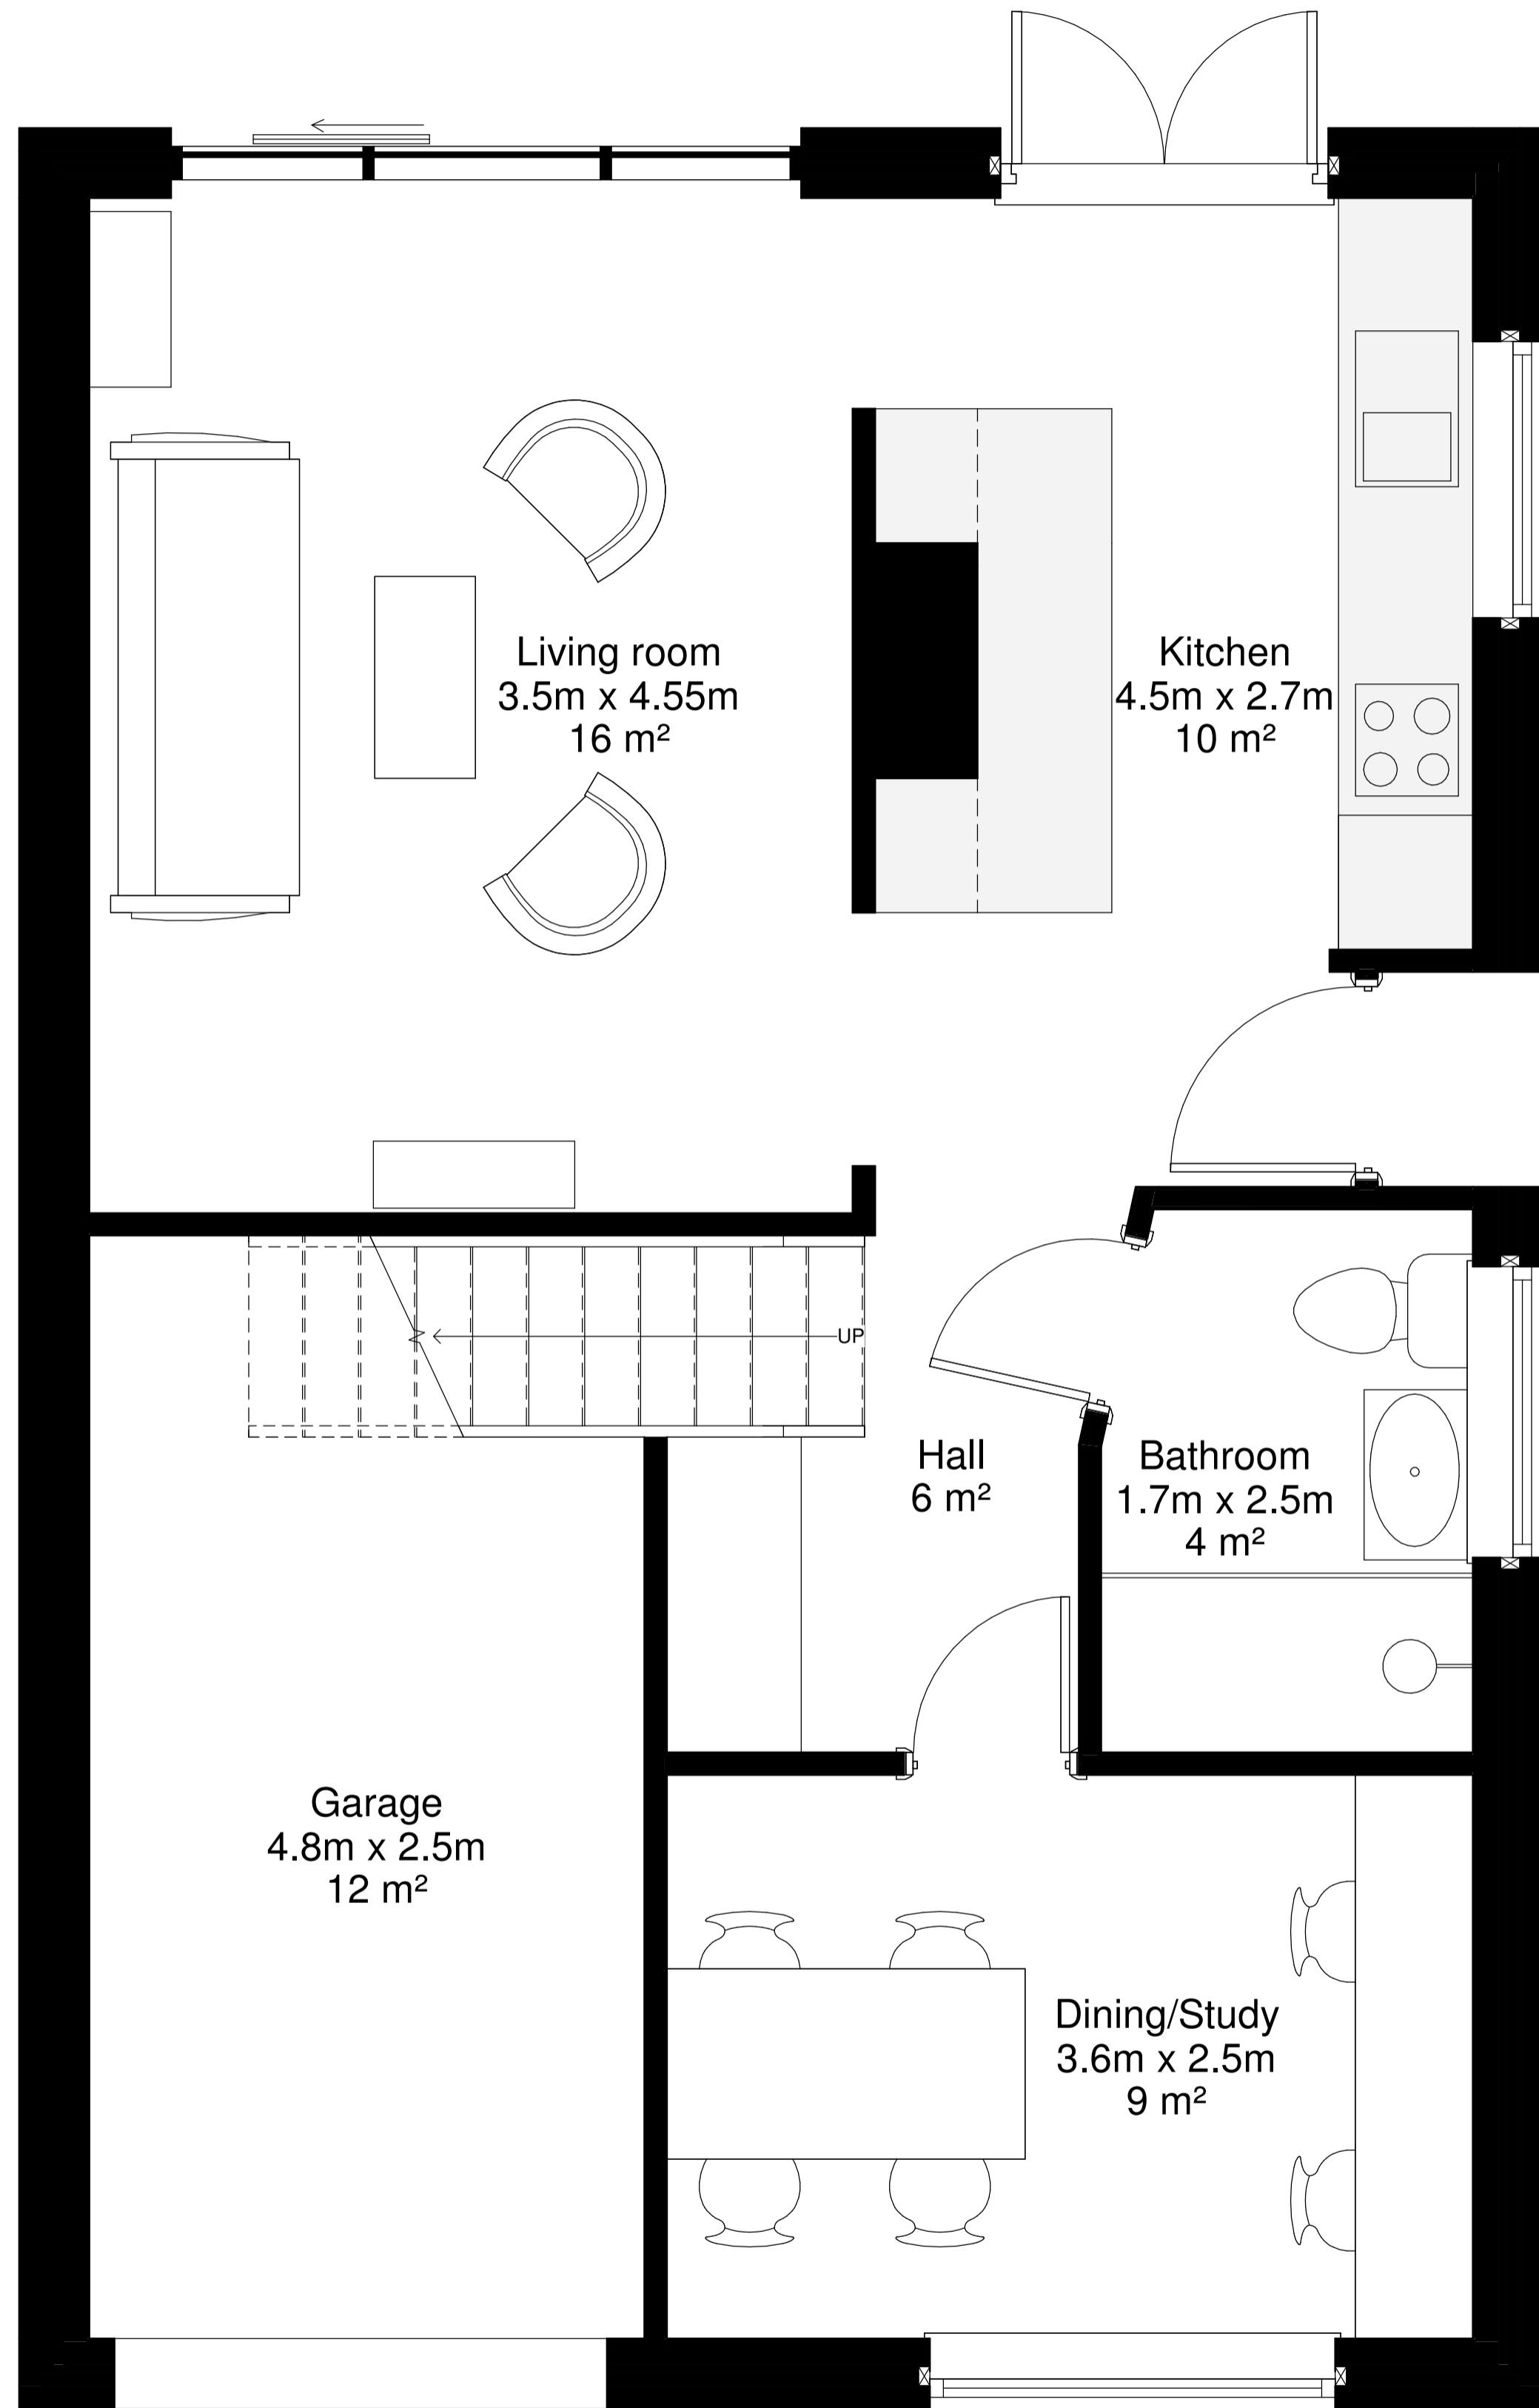 Living room
3.5m x 4.55m
16 m²
Kitchen
4.5m x 2.7m
10 m²
UP
Hall
6 m²
Bathroom
1.7m x 2.5m
4 m²
Garage
4.8m x 2.5m
12 m²
Dining/Study
3.6m x 2.5m
9 m²